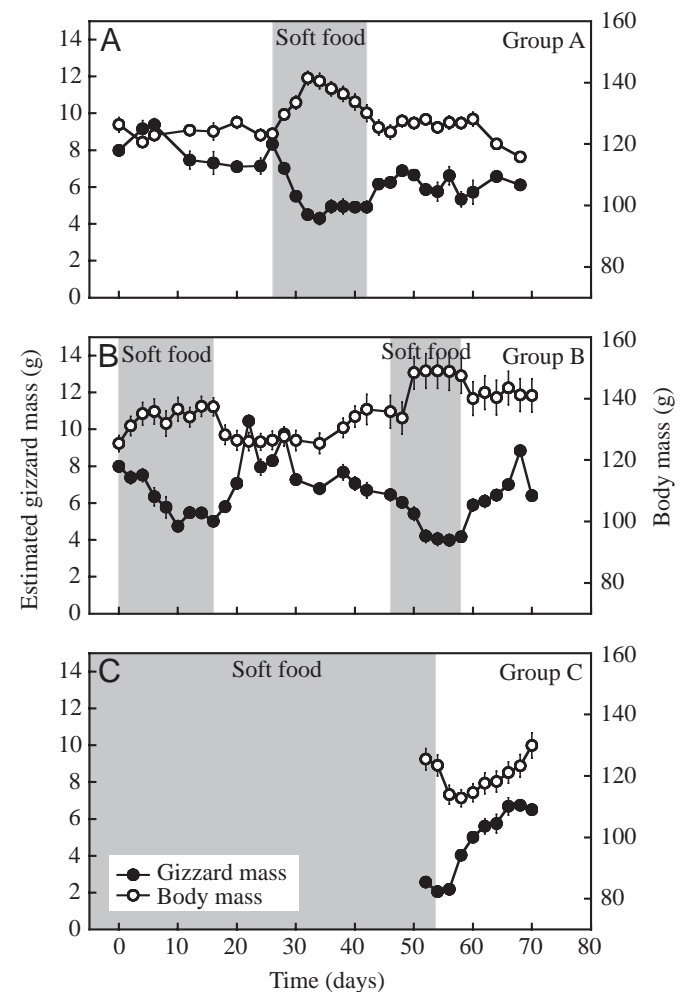 A
Soft food
Group A
14
12
10
8
6
4
2
0
160
140
120
100
80
B
Soft food
Soft food
Group B
14
12
10
8
6
4
2
0
160
140
120
100
80
C
Soft food
Group C
14
12
10
8
6
4
2
0
160
140
120
100
80
Gizzard mass
Body mass
0 10 20 30 40 50 60 70 80
Time (days)
Estimated gizzard mass (g)
Body mass (g)